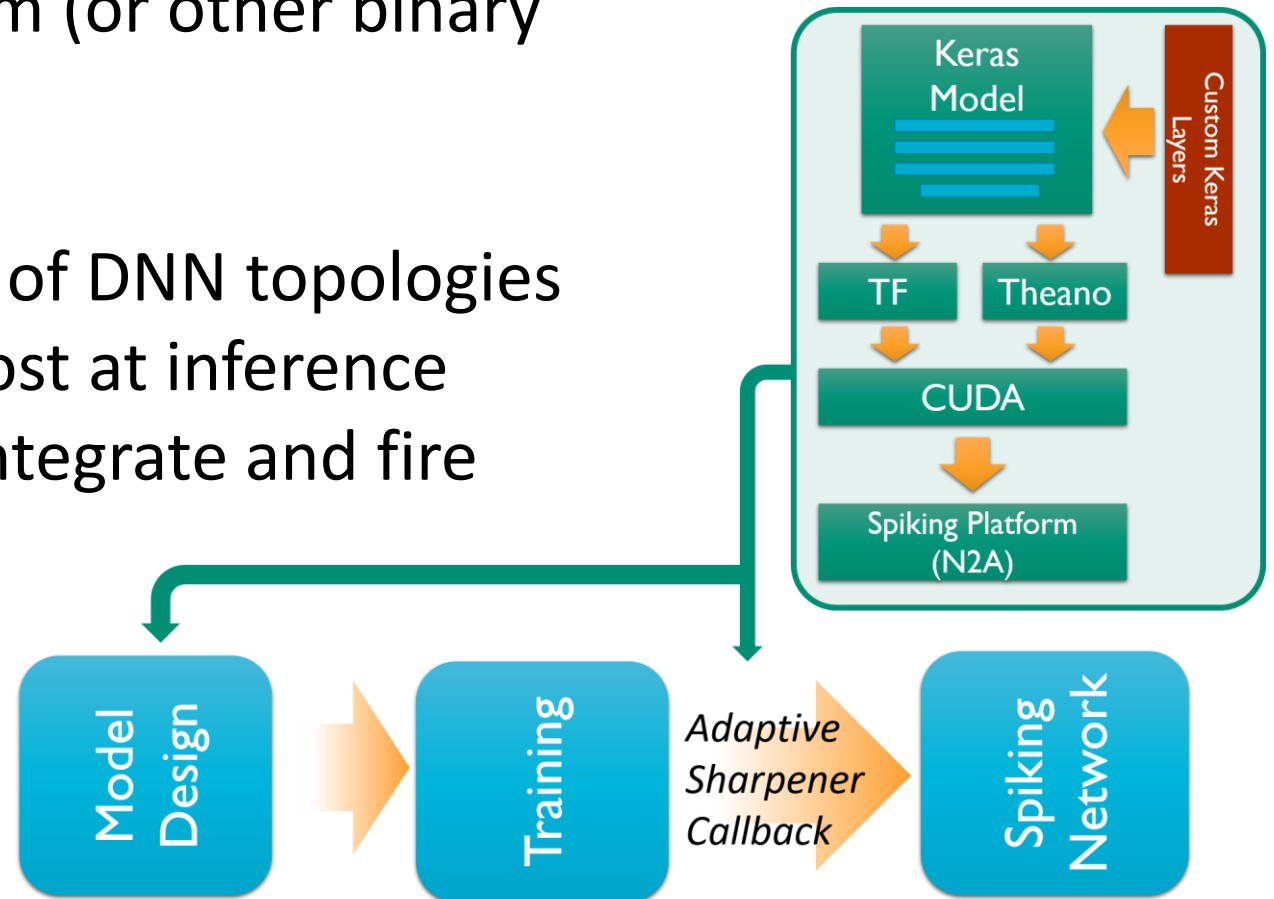 m (or other binary
of DNN topologies
ost at inference
ntegrate and fire
Keras
Model
Custom Keras
Layers
TF
Theano
CUDA
Spiking Platform
(N2A)
Model
Design
Training
Adaptive
Sharpener
Callback
Spiking
Network